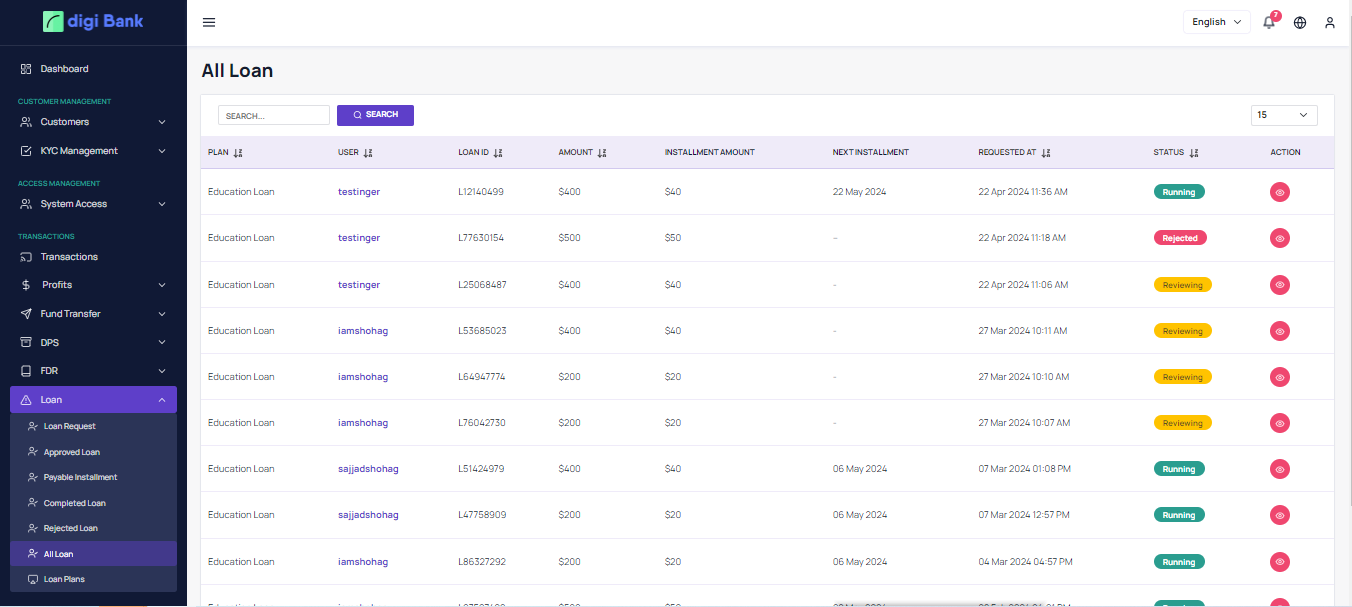 digi Bank
English
7
Dashboard
CUSTOMER MANAGEMENT
Customers
KYC Management
ACCESS MANAGEMENT
System Access
TRANSACTIONS
Transactions
Profits
Fund Transfer
DPS
FDR
Loan
Loan Request
Approved Loan
Payable Installment
Completed Loan
Rejected Loan
All Loan
Loan Plans
All Loan
SEARCH...
SEARCH
15
PLAN USER LOAN ID AMOUNT INSTALLMENT AMOUNT NEXT INSTALLMENT REQUESTED AT STATUS ACTION
Education Loan testinger L12140499 $400 $40 22 May 2024 22 Apr 2024 11:36 AM Running
Education Loan testinger L77630154 $500 $50 -- 22 Apr 2024 11:18 AM Rejected
Education Loan testinger L25068487 $400 $40 - 22 Apr 2024 11:06 AM Reviewing
Education Loan iamshohag L53685023 $400 $40 - 27 Mar 2024 10:11 AM Reviewing
Education Loan iamshohag L64947774 $200 $20 - 27 Mar 2024 10:10 AM Reviewing
Education Loan iamshohag L76042730 $200 $20 - 27 Mar 2024 10:07 AM Reviewing
Education Loan sajjadshohag L51424979 $400 $40 06 May 2024 07 Mar 2024 01:08 PM Running
Education Loan sajjadshohag L47758909 $200 $20 06 May 2024 07 Mar 2024 12:57 PM Running
Education Loan iamshohag L86327292 $200 $20 06 May 2024 04 Mar 2024 04:57 PM Running